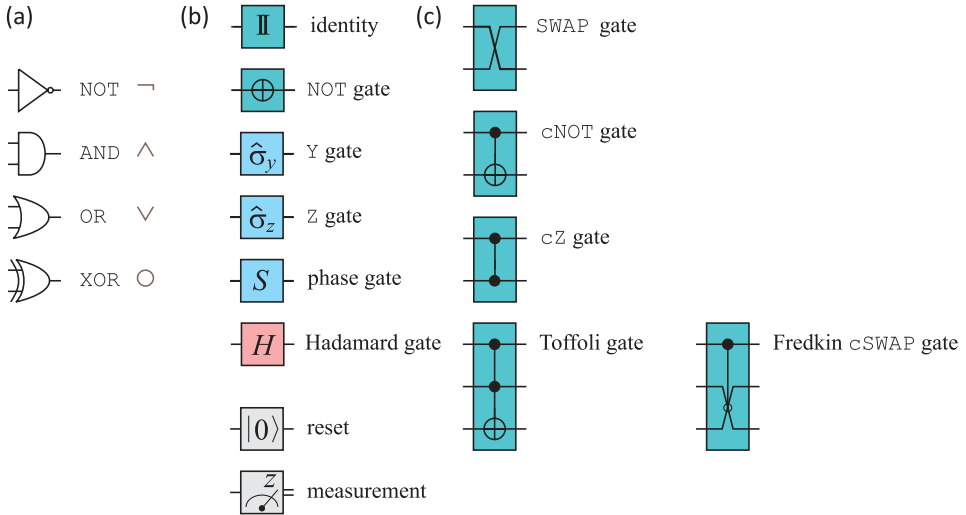 (a)
NOT ¬
AND ∧
OR ∨
XOR ○
(b)
𝕀 identity
NOT gate
σ̂y Y gate
σ̂z Z gate
S phase gate
H Hadamard gate
|0⟩ reset
z measurement
(c)
SWAP gate
cNOT gate
cZ gate
Toffoli gate
Fredkin cSWAP gate